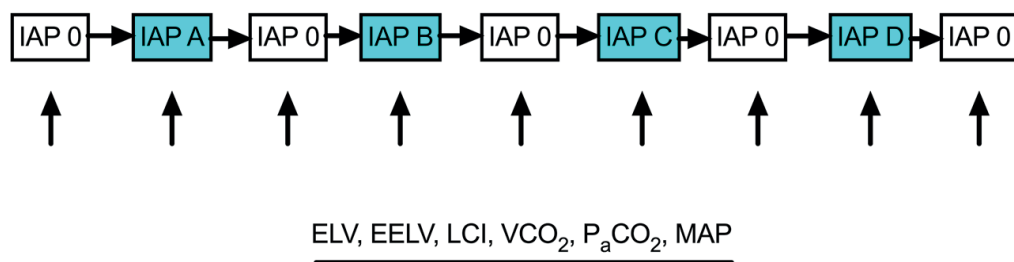 IAP 0 IAP A IAP 0 IAP B IAP 0 IAP C IAP 0 IAP D IAP 0
ELV, EELV, LCI, VCO₂, PₐCO₂, MAP